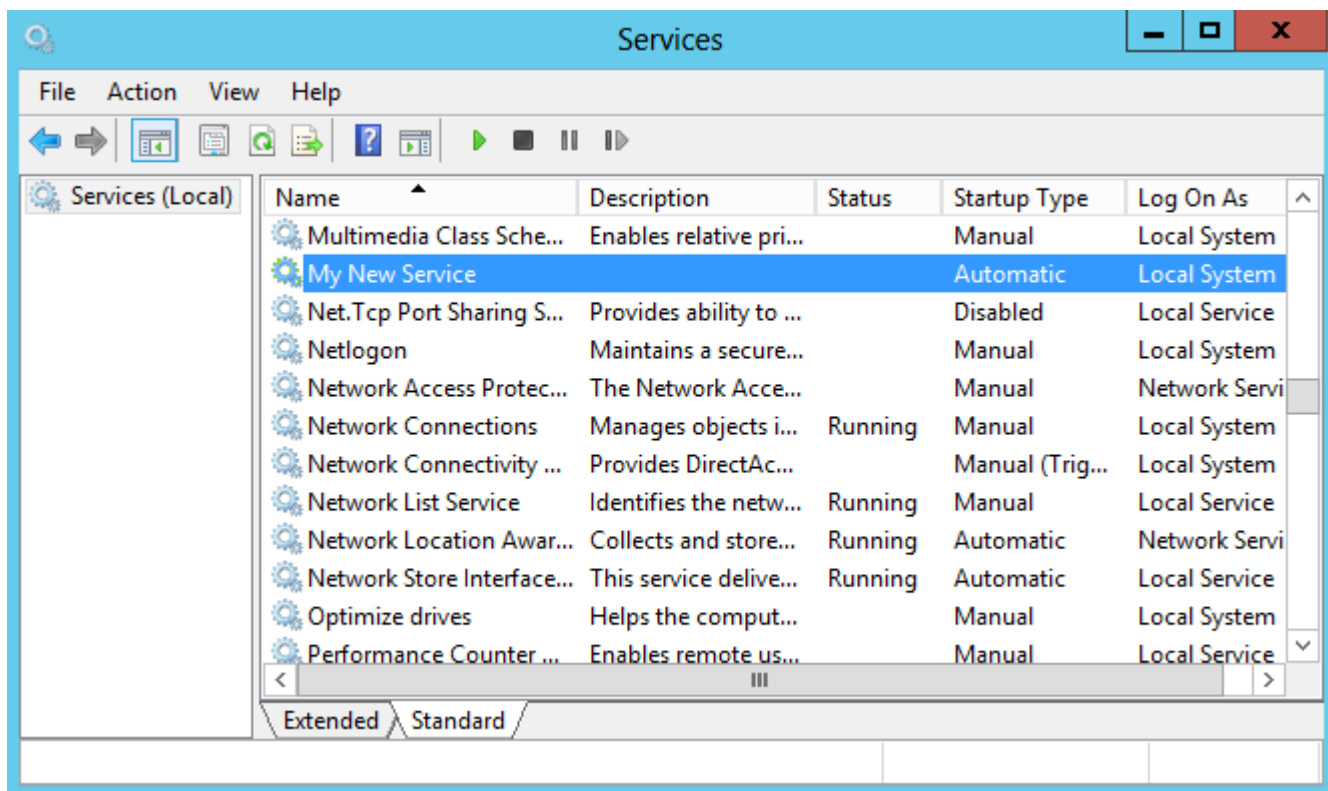 Services
File Action View Help
Services (Local)
Name Description Status Startup Type Log On As
Multimedia Class Sche... Enables relative pri... Manual Local System
My New Service Automatic Local System
Net.Tcp Port Sharing S... Provides ability to ... Disabled Local Service
Netlogon Maintains a secure... Manual Local System
Network Access Protec... The Network Acce... Manual Network Servi
Network Connections Manages objects i... Running Manual Local System
Network Connectivity ... Provides DirectAc... Manual (Trig... Local System
Network List Service Identifies the netw... Running Manual Local Service
Network Location Awar... Collects and store... Running Automatic Network Servi
Network Store Interface... This service delive... Running Automatic Local Service
Optimize drives Helps the comput... Manual Local System
Performance Counter ... Enables remote us... Manual Local Service
Extended Standard